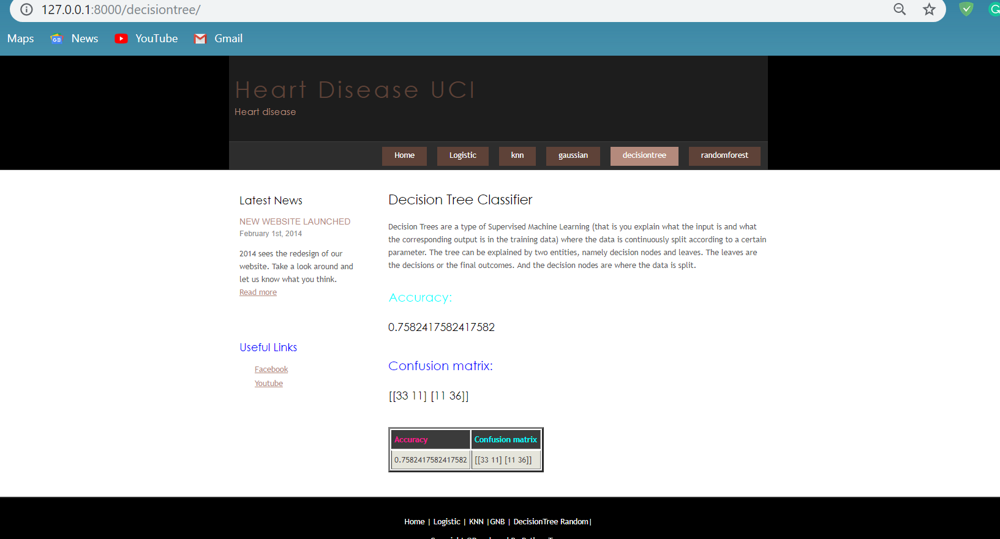 127.0.0.1:8000/decisiontree/
Maps News YouTube Gmail
Heart Disease UCI
Heart disease
Home Logistic knn gaussian decisiontree randomforest
Latest News
NEW WEBSITE LAUNCHED
February 1st, 2014
2014 sees the redesign of our
website. Take a look around and
let us know what you think.
Read more
Useful Links
Facebook
Youtube
Decision Tree Classifier
Decision Trees are a type of Supervised Machine Learning (that is you explain what the input is and what
the corresponding output is in the training data) where the data is continuously split according to a certain
parameter. The tree can be explained by two entities, namely decision nodes and leaves. The leaves are
the decisions or the final outcomes. And the decision nodes are where the data is split.
Accuracy:
0.7582417582417582
Confusion matrix:
[[33 11] [11 36]]
Accuracy Confusion matrix
0.7582417582417582 [[33 11] [11 36]]
Home | Logistic | KNN |GNB | DecisionTree Random|